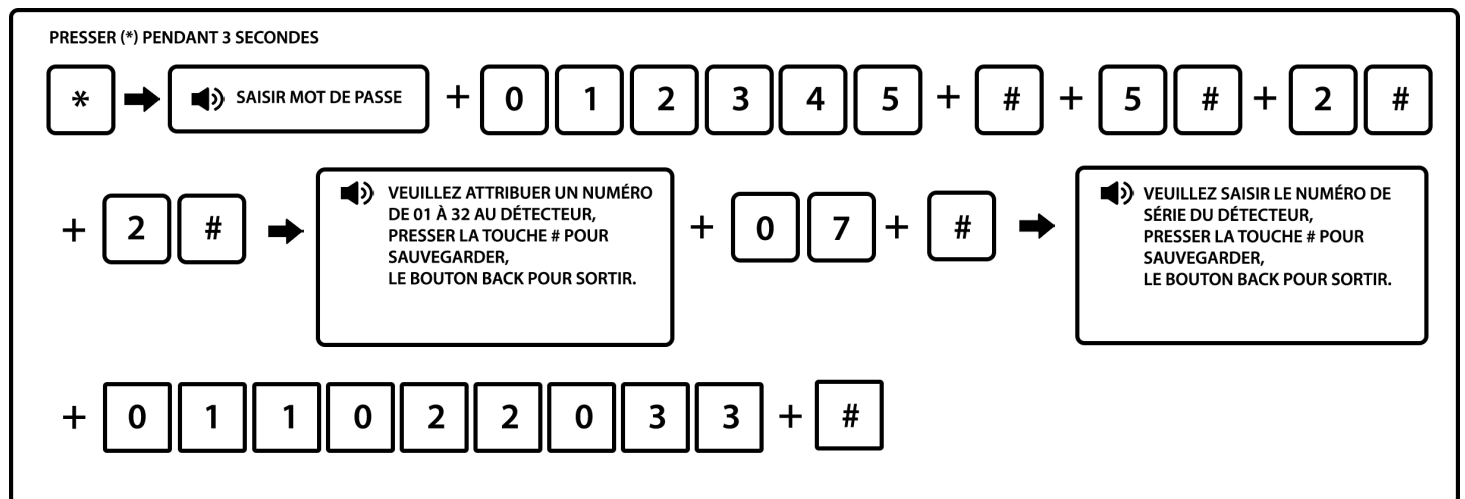 PRESSER (*) PENDANT 3 SECONDES
* SAISIR MOT DE PASSE + 0 1 2 3 4 5 + # + 5 # + 2 #
+ 2 #
VEUILLEZ ATTRIBUER UN NUMÉRO
DE 01 À 32 AU DÉTECTEUR,
PRESSER LA TOUCHE # POUR
SAUVEGARDER,
LE BOUTON BACK POUR SORTIR.
+ 0 7 + #
VEUILLEZ SAISIR LE NUMÉRO DE
SÉRIE DU DÉTECTEUR,
PRESSER LA TOUCHE # POUR
SAUVEGARDER,
LE BOUTON BACK POUR SORTIR.
+ 0 1 1 0 2 2 0 3 3 + #